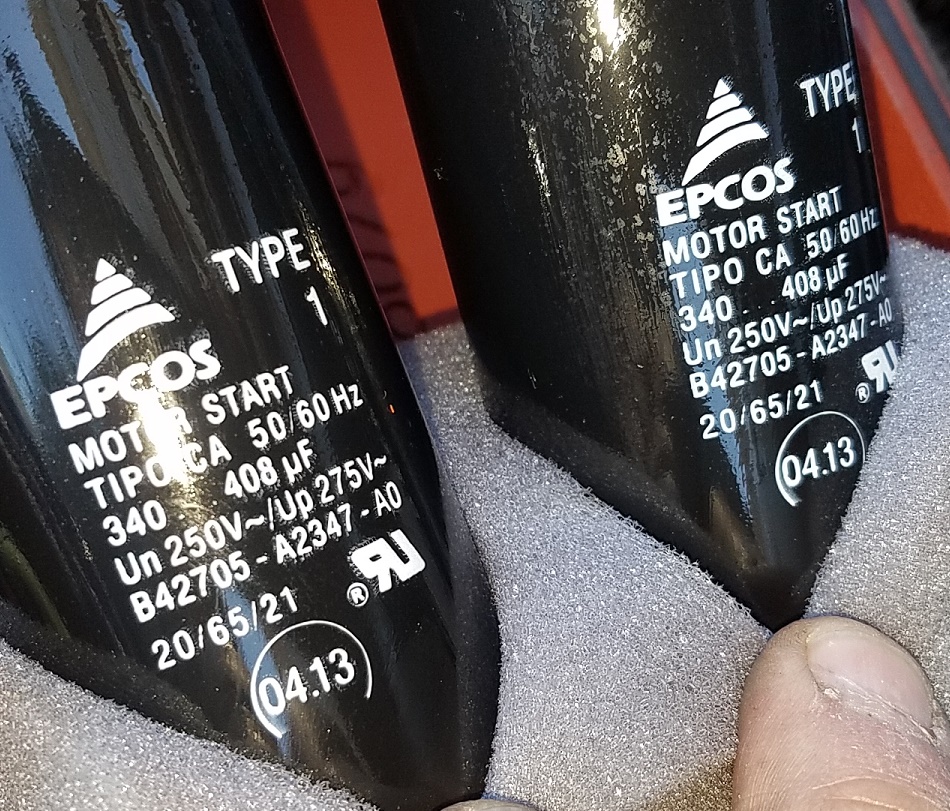 TYPE
1
EPCOS
MOTOR START
TIPO CA 50/60 Hz
340 .. 408 µF
Un 250V~/Up 275V~
B42705 - A2347 - A0
RU ®
20/65/21
04.13
TYPE
1
EPCOS
MOTOR START
TIPO CA 50/60 Hz
340 .. 408 µF
Un 250V~/Up 275V~
B42705 - A2347 - A0
RU ®
20/65/21
04.13